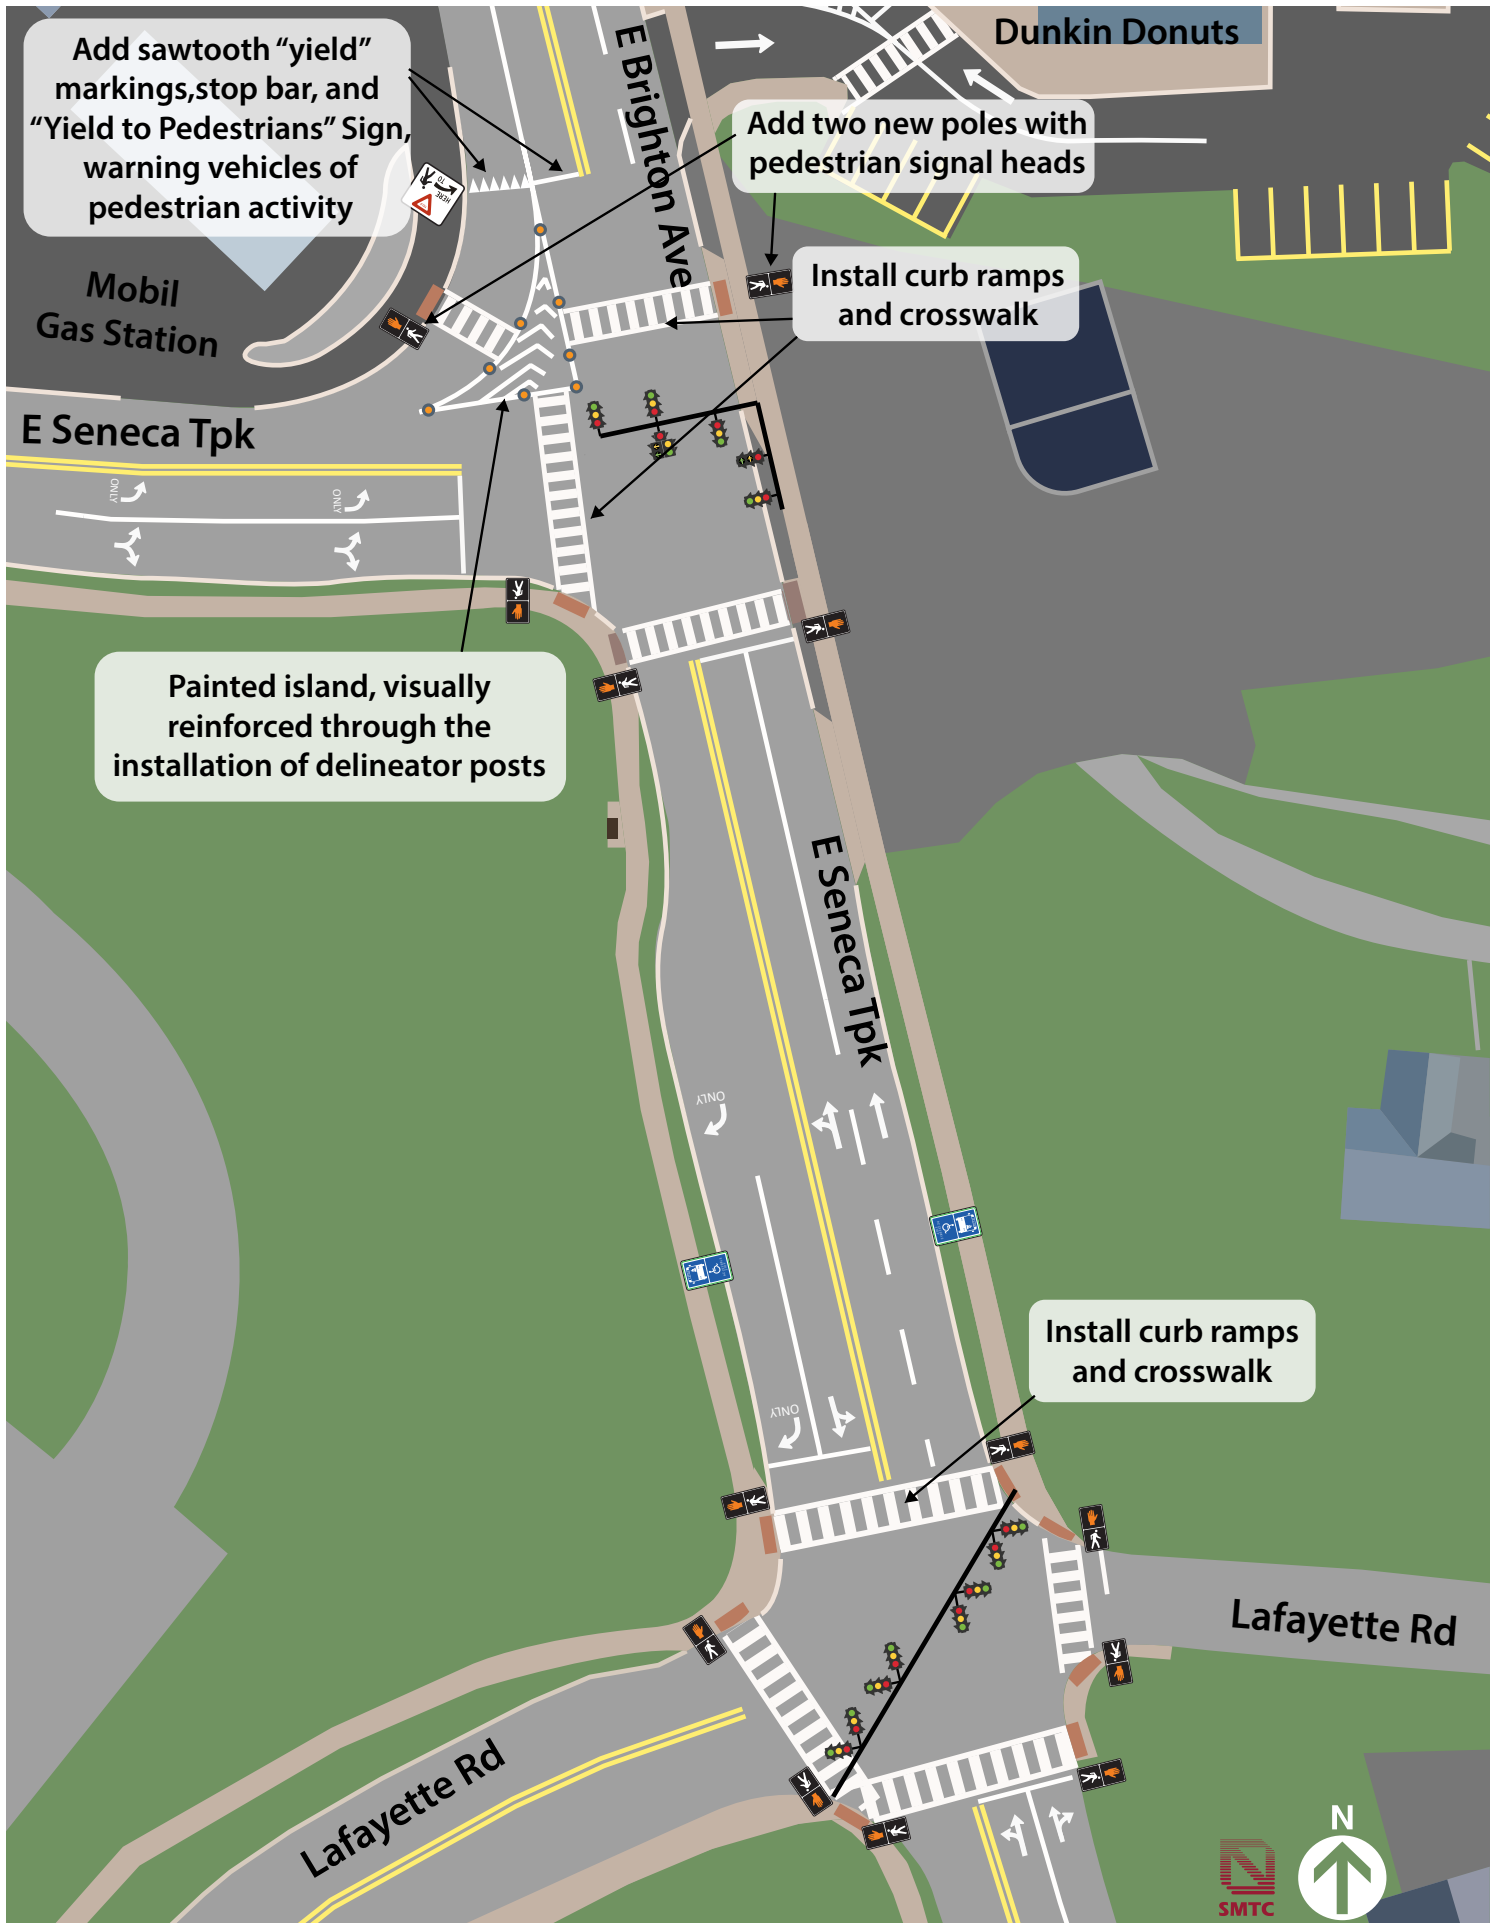 Add sawtooth “yield”
markings,stop bar, and
“Yield to Pedestrians” Sign,
warning vehicles of
pedestrian activity
E Brighton Ave
Dunkin Donuts
Add two new poles with
pedestrian signal heads
HERE
TO
Install curb ramps
and crosswalk
Mobil
Gas Station
E Seneca Tpk
ONLY
ONLY
Painted island, visually
reinforced through the
installation of delineator posts
E Seneca Tpk
ONLY
Install curb ramps
and crosswalk
ONLY
Lafayette Rd
Lafayette Rd
N
SMTC